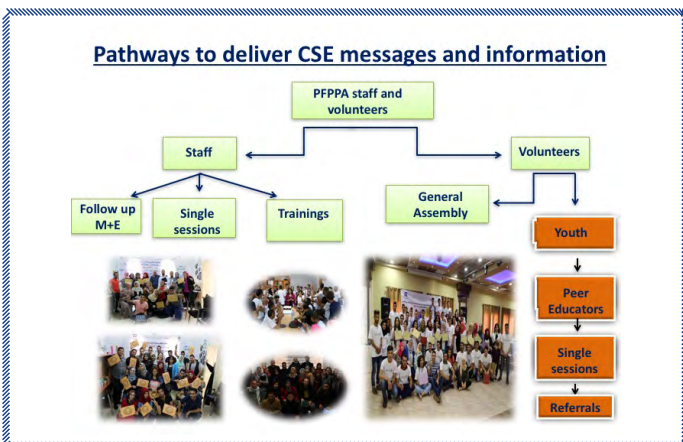 Pathways to deliver CSE messages and information
PFPPA staff and
volunteers
Staff
Volunteers
Follow up
M+E
Single
sessions
Trainings
General
Assembly
Youth
Peer
Educators
Single
sessions
Referrals